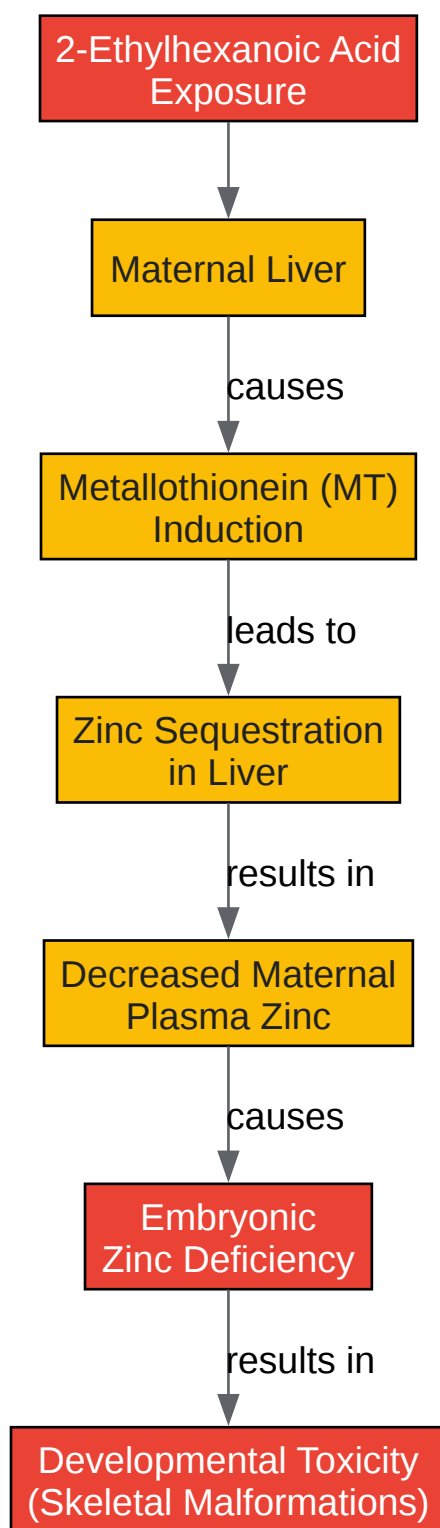 2-Ethylhexanoic Acid
Exposure
Maternal Liver
causes
Metallothionein (MT)
Induction
leads to
Zinc Sequestration
in Liver
results in
Decreased Maternal
Plasma Zinc
causes
Embryonic
Zinc Deficiency
results in
Developmental Toxicity
(Skeletal Malformations)